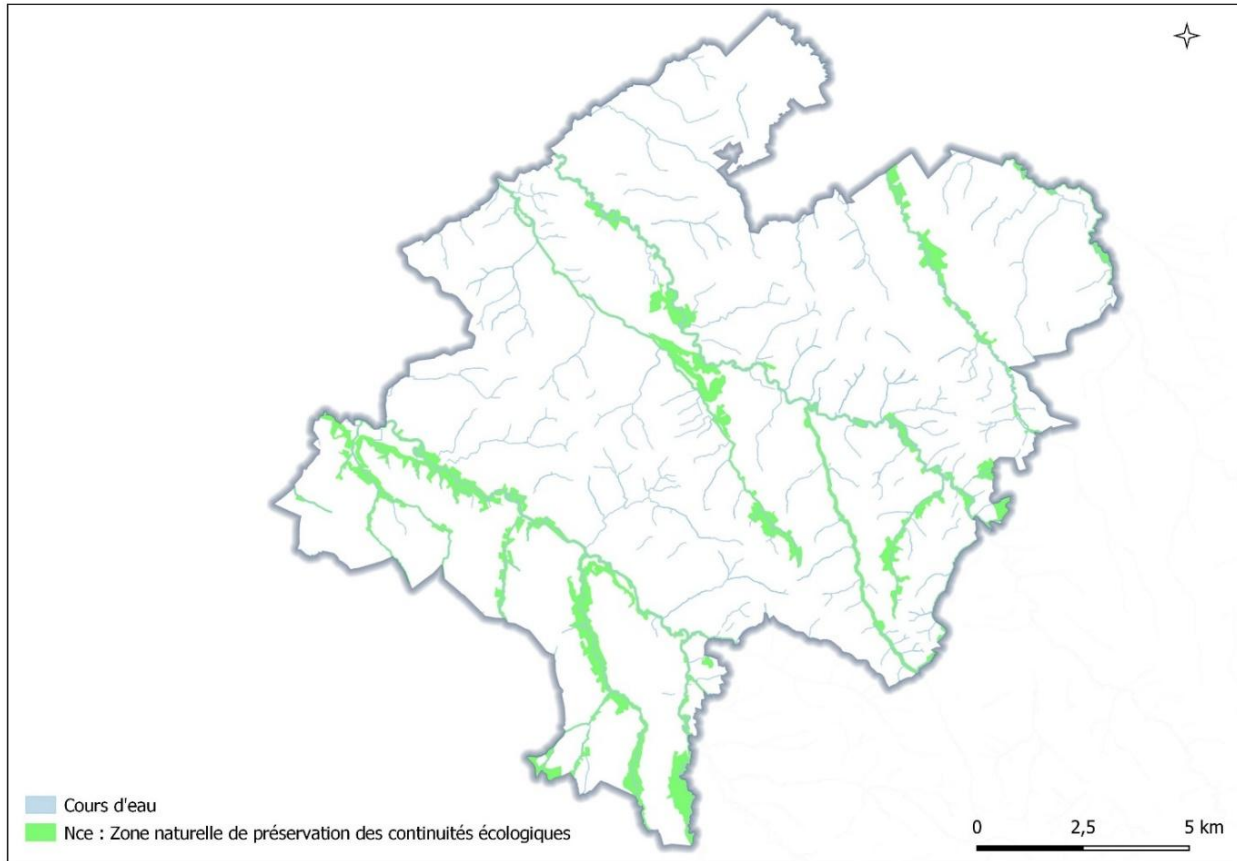 Cours d'eau
Nce : Zone naturelle de préservation des continuités écologiques
0 2,5 5 km